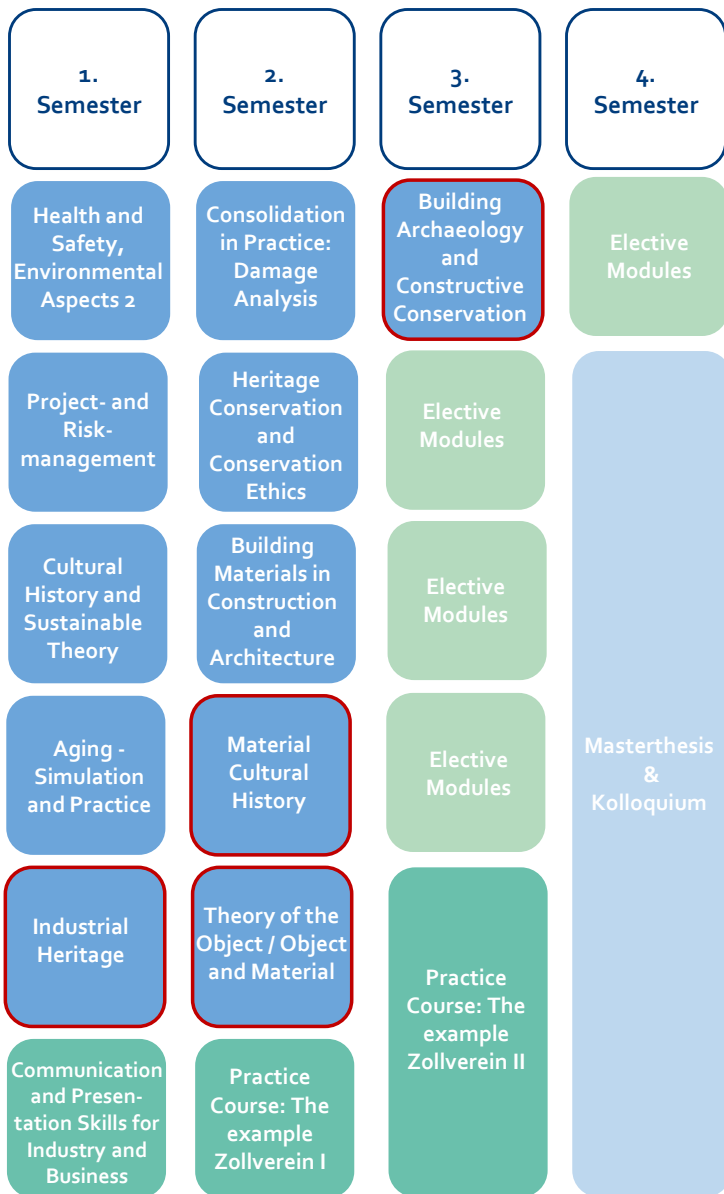 1.
Semester
2.
Semester
3.
Semester
4.
Semester
Health and
Safety,
Environmental
Aspects 2
Consolidation
in Practice:
Damage
Analysis
Building
Archaeology
and
Constructive
Conservation
Elective
Modules
Project- and
Risk-
management
Heritage
Conservation
and
Conservation
Ethics
Elective
Modules
Cultural
History and
Sustainable
Theory
Building
Materials in
Construction
and
Architecture
Elective
Modules
Aging -
Simulation
and Practice
Material
Cultural
History
Elective
Modules
Masterthesis
&
Kolloquium
Industrial
Heritage
Theory of the
Object / Object
and Material
Practice
Course: The
example
Zollverein II
Communication
and Presen-
tation Skills for
Industry and
Business
Practice
Course: The
example
Zollverein I